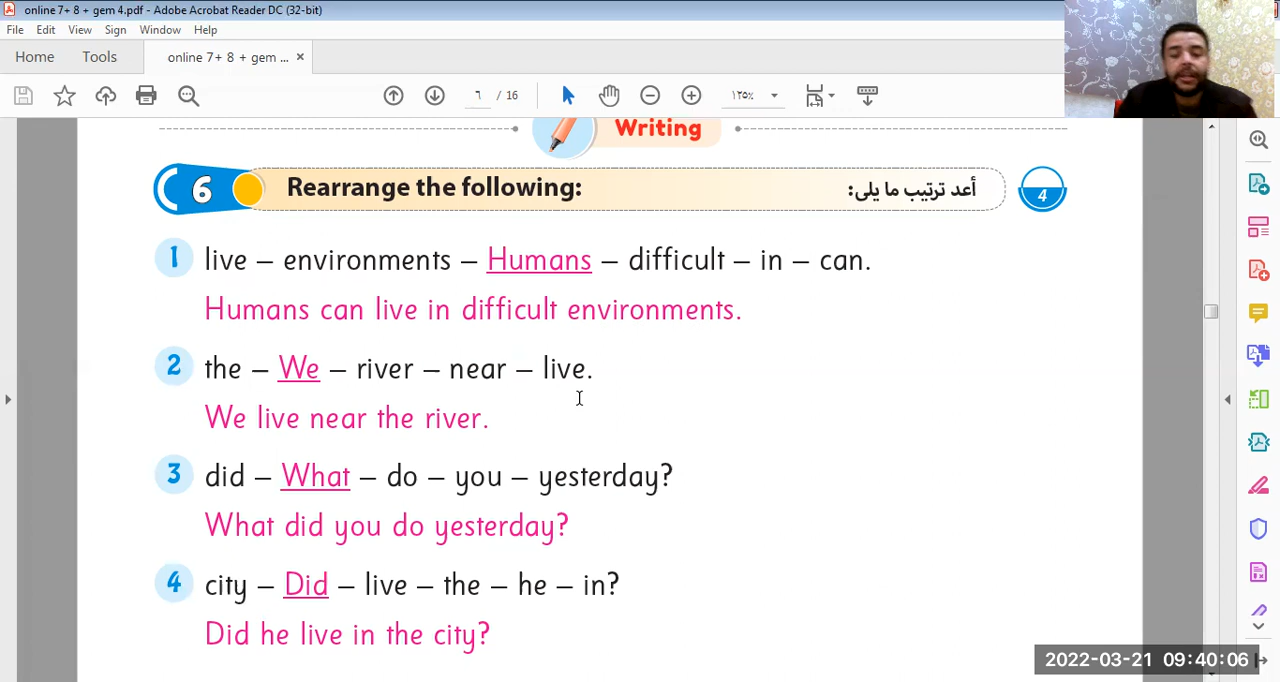 online 7+ 8 + gem 4.pdf - Adobe Acrobat Reader DC (32-bit)
File Edit View Sign Window Help
Home Tools online 7+ 8 + gem ... ×
٦ / 16 ١٢٥%
Writing
6 Rearrange the following: أعد ترتيب ما يلى: 4
1 live – environments – Humans – difficult – in – can.
Humans can live in difficult environments.
2 the – We – river – near – live.
We live near the river.
3 did – What – do – you – yesterday?
What did you do yesterday?
4 city – Did – live – the – he – in?
Did he live in the city?
2022-03-21 09:40:06